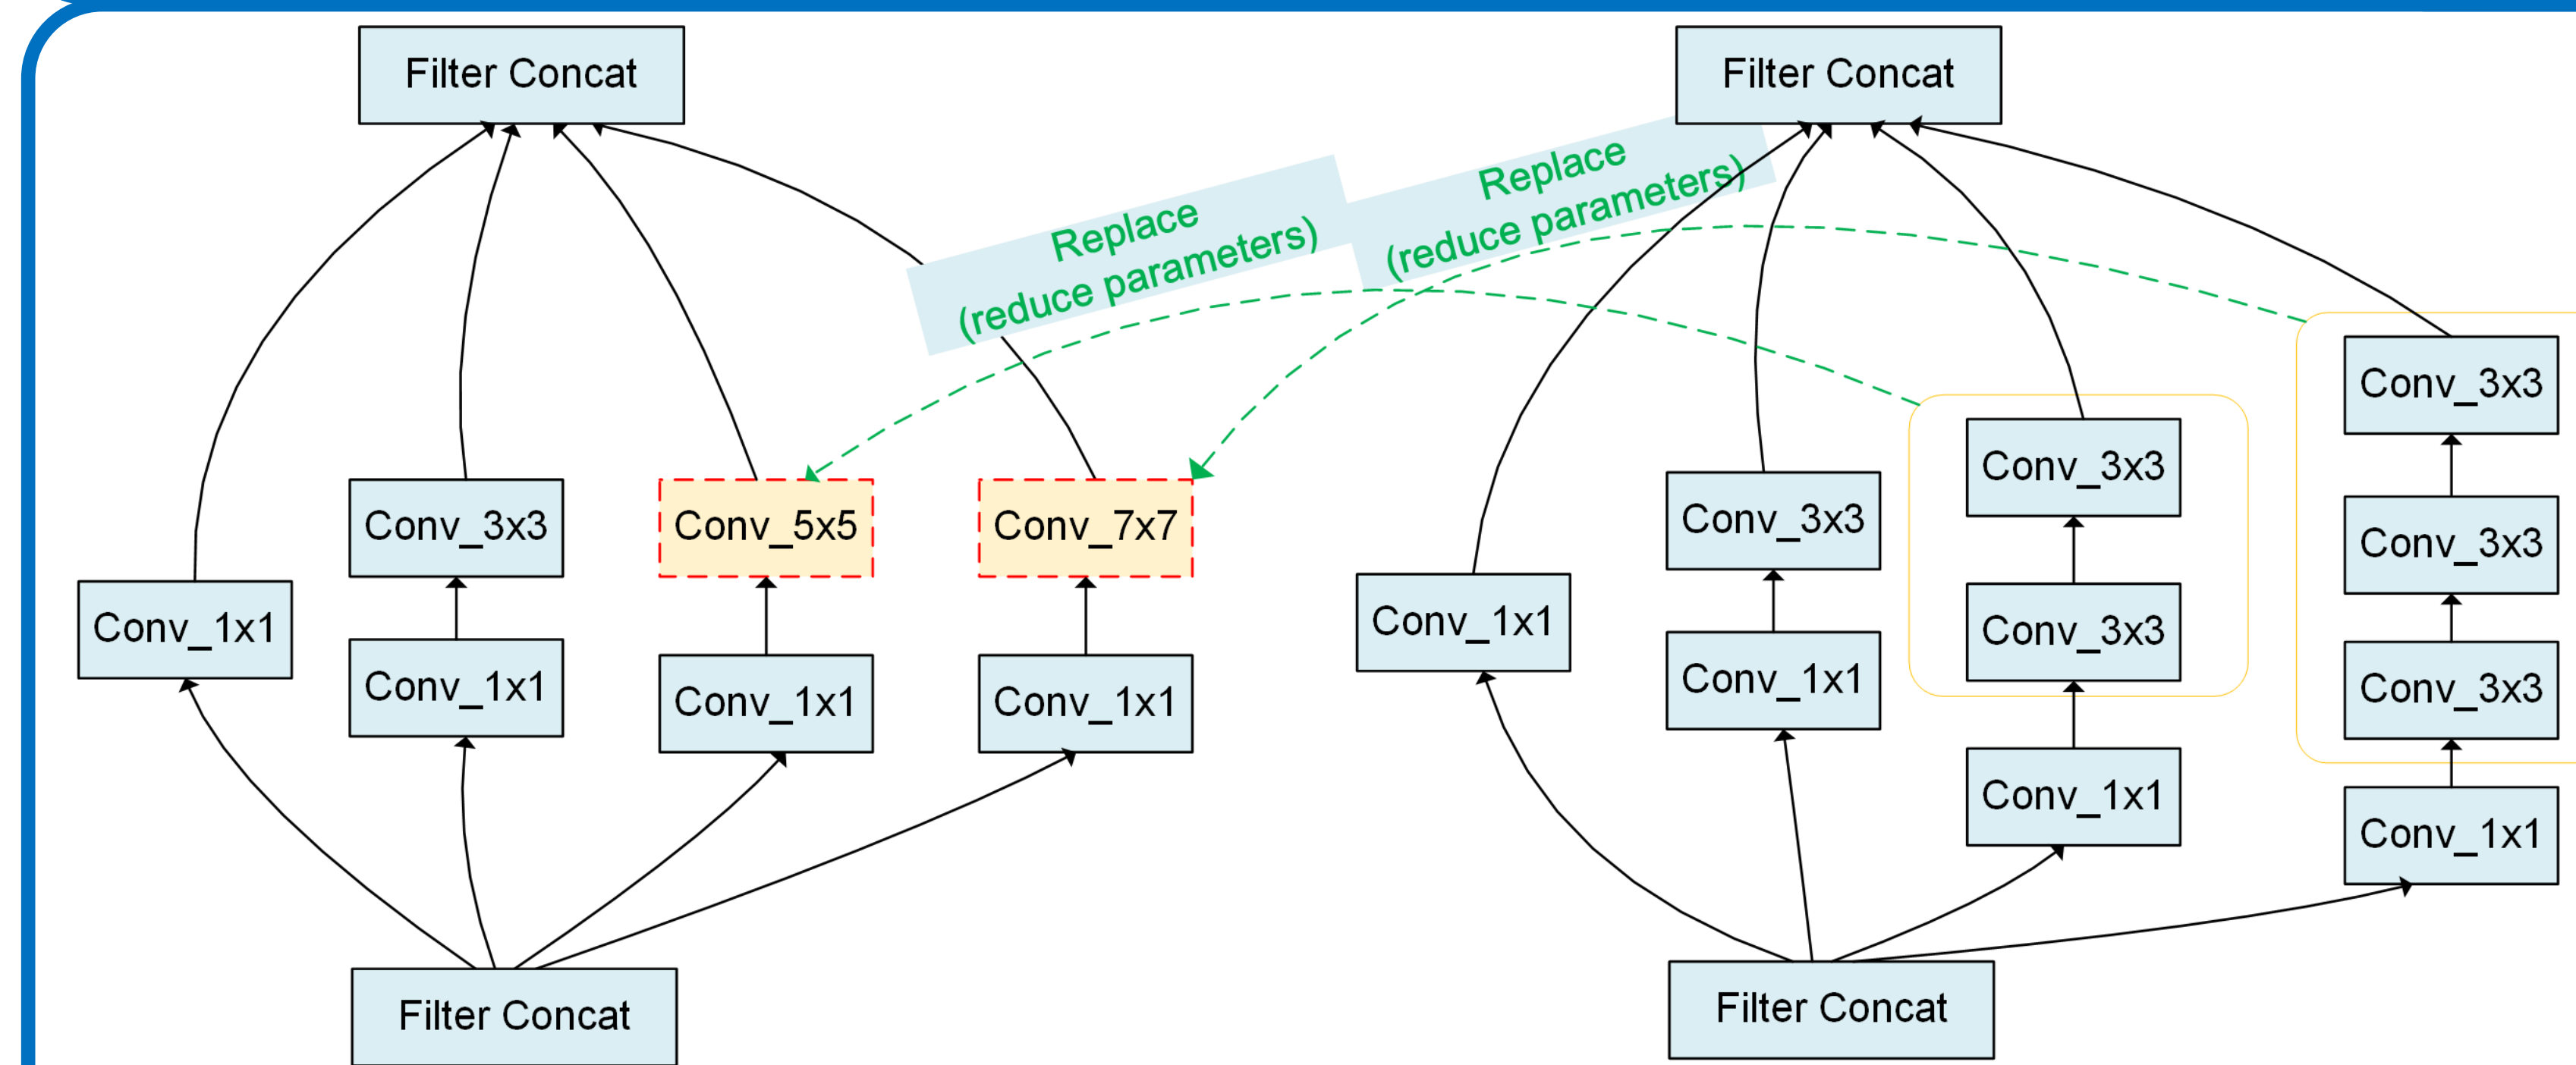 Filter Concat
Replace
(reduce parameters)
Conv_3x3
Conv_5x5
Conv_7x7
Conv_1x1
Conv_1x1
Conv_1x1
Conv_1x1
Filter Concat
Filter Concat
Replace
(reduce parameters)
Conv_3x3
Conv_3x3
Conv_3x3
Conv_3x3
Conv_1x1
Conv_3x3
Conv_1x1
Conv_3x3
Conv_1x1
Conv_1x1
Filter Concat